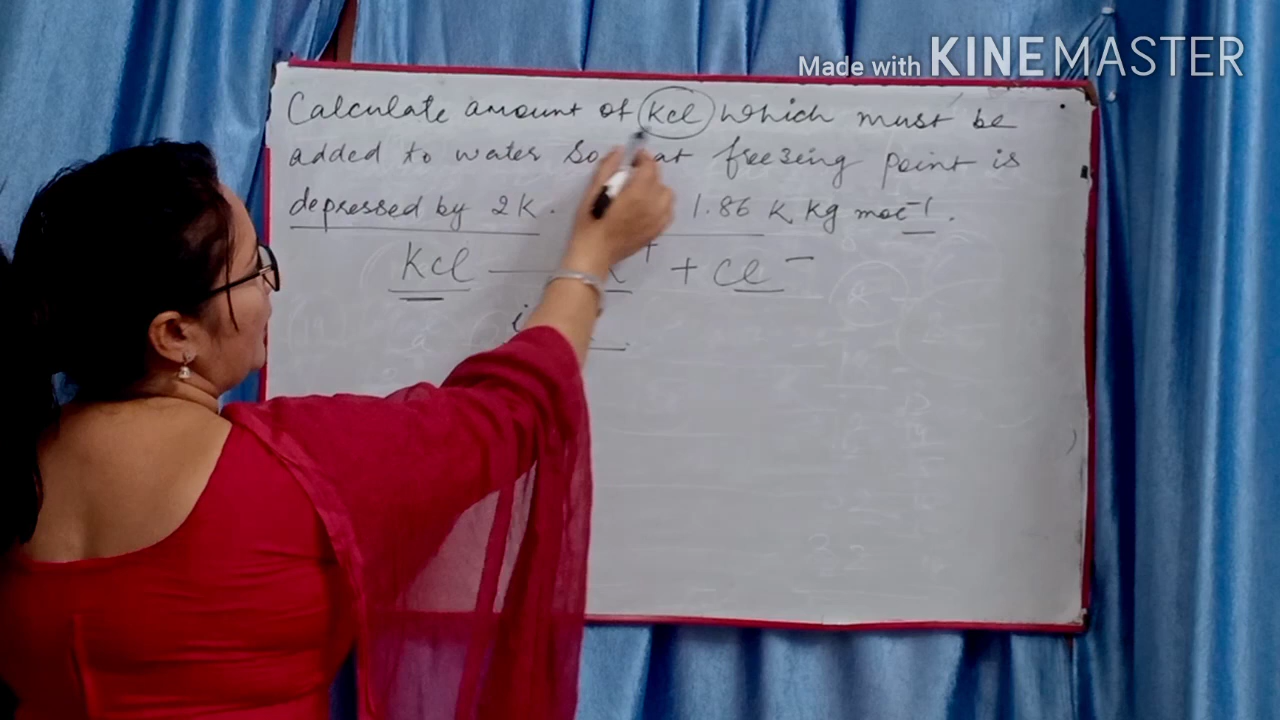 Made with KINEMASTER
Calculate amount of KCl which must be
added to water so at freezing point is
depressed by 2K. 1.86 K Kg mol⁻¹.
KCl — + + Cl⁻
i